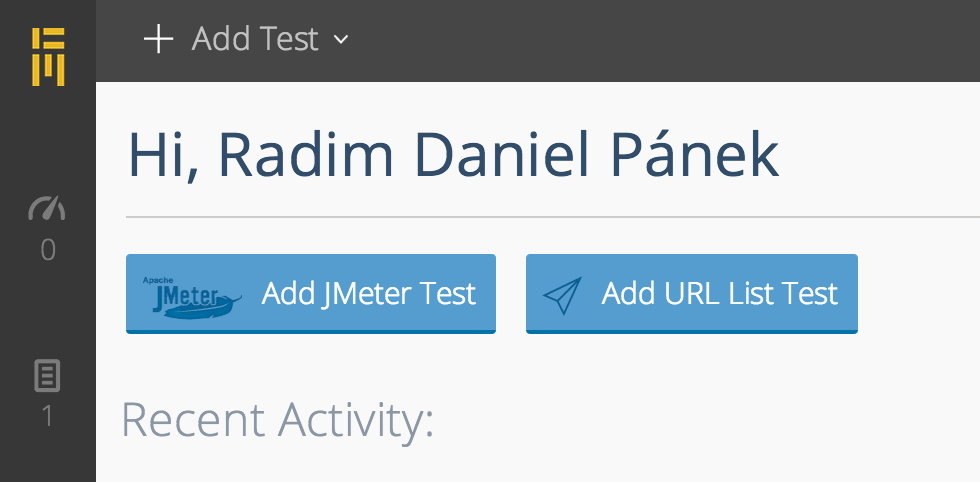 Add Test
Hi, Radim Daniel Pánek
0
Apache
JMeter
Add JMeter Test
Add URL List Test
1
Recent Activity: